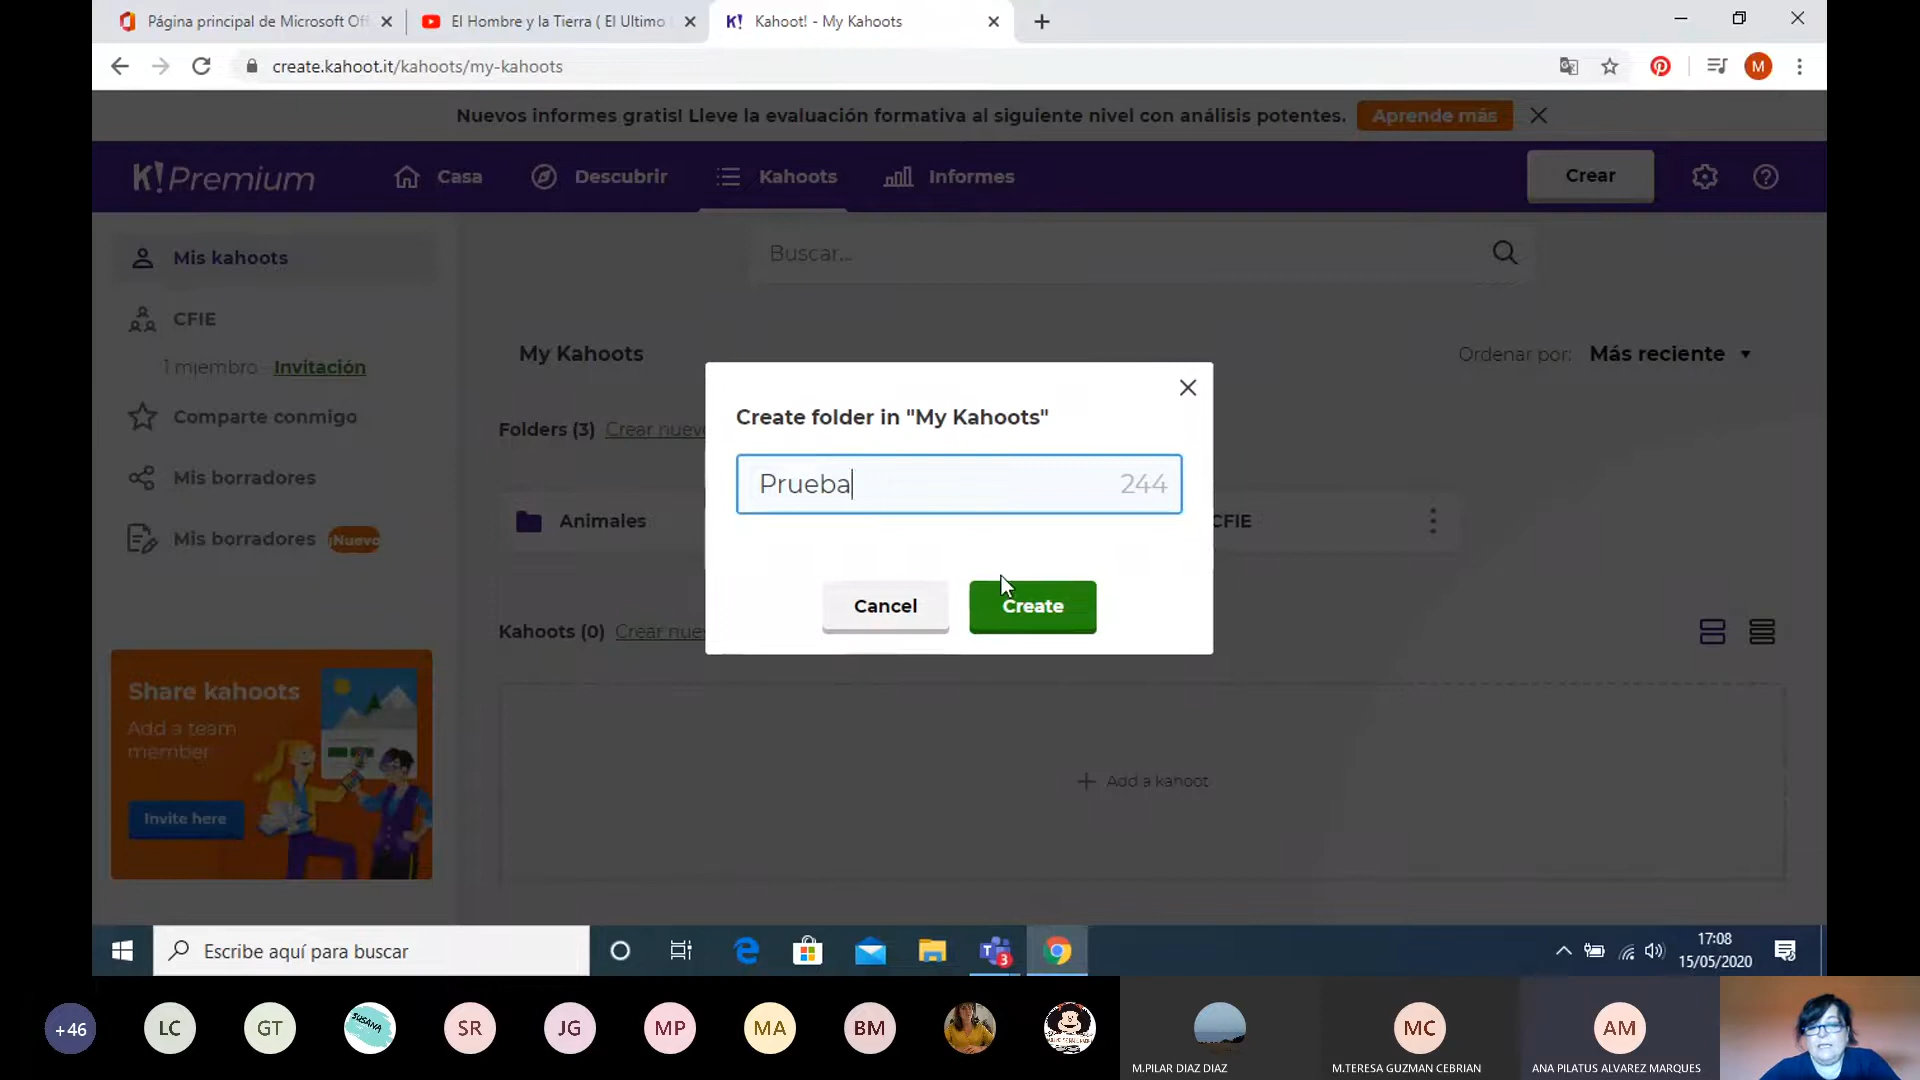 Página principal de Microsoft Off
El Hombre y la Tierra ( El Ultimo
K! Kahoot! - My Kahoots
create.kahoot.it/kahoots/my-kahoots
M
Nuevos informes gratis! Lleve la evaluación formativa al siguiente nivel con análisis potentes.
Aprende más
K! Premium
Casa
Descubrir
Kahoots
Informes
Crear
Mis kahoots
Buscar...
CFIE
1 miembro · Invitación
My Kahoots
Ordenar por: Más reciente
Comparte conmigo
Folders (3) Crear nuevo
Mis borradores
Animales
CFIE
Mis borradores ¡Nuevo
Create folder in "My Kahoots"
Prueba
244
Cancel
Create
Kahoots (0) Crear nue
Share kahoots
Add a team
member
Invite here
Add a kahoot
Escribe aquí para buscar
3
17:08
15/05/2020
+46
LC
GT
SUSANA
SR
JG
MP
MA
BM
M.PILAR DIAZ DIAZ
MC
M.TERESA GUZMAN CEBRIAN
AM
ANA PILATUS ALVAREZ MARQUES